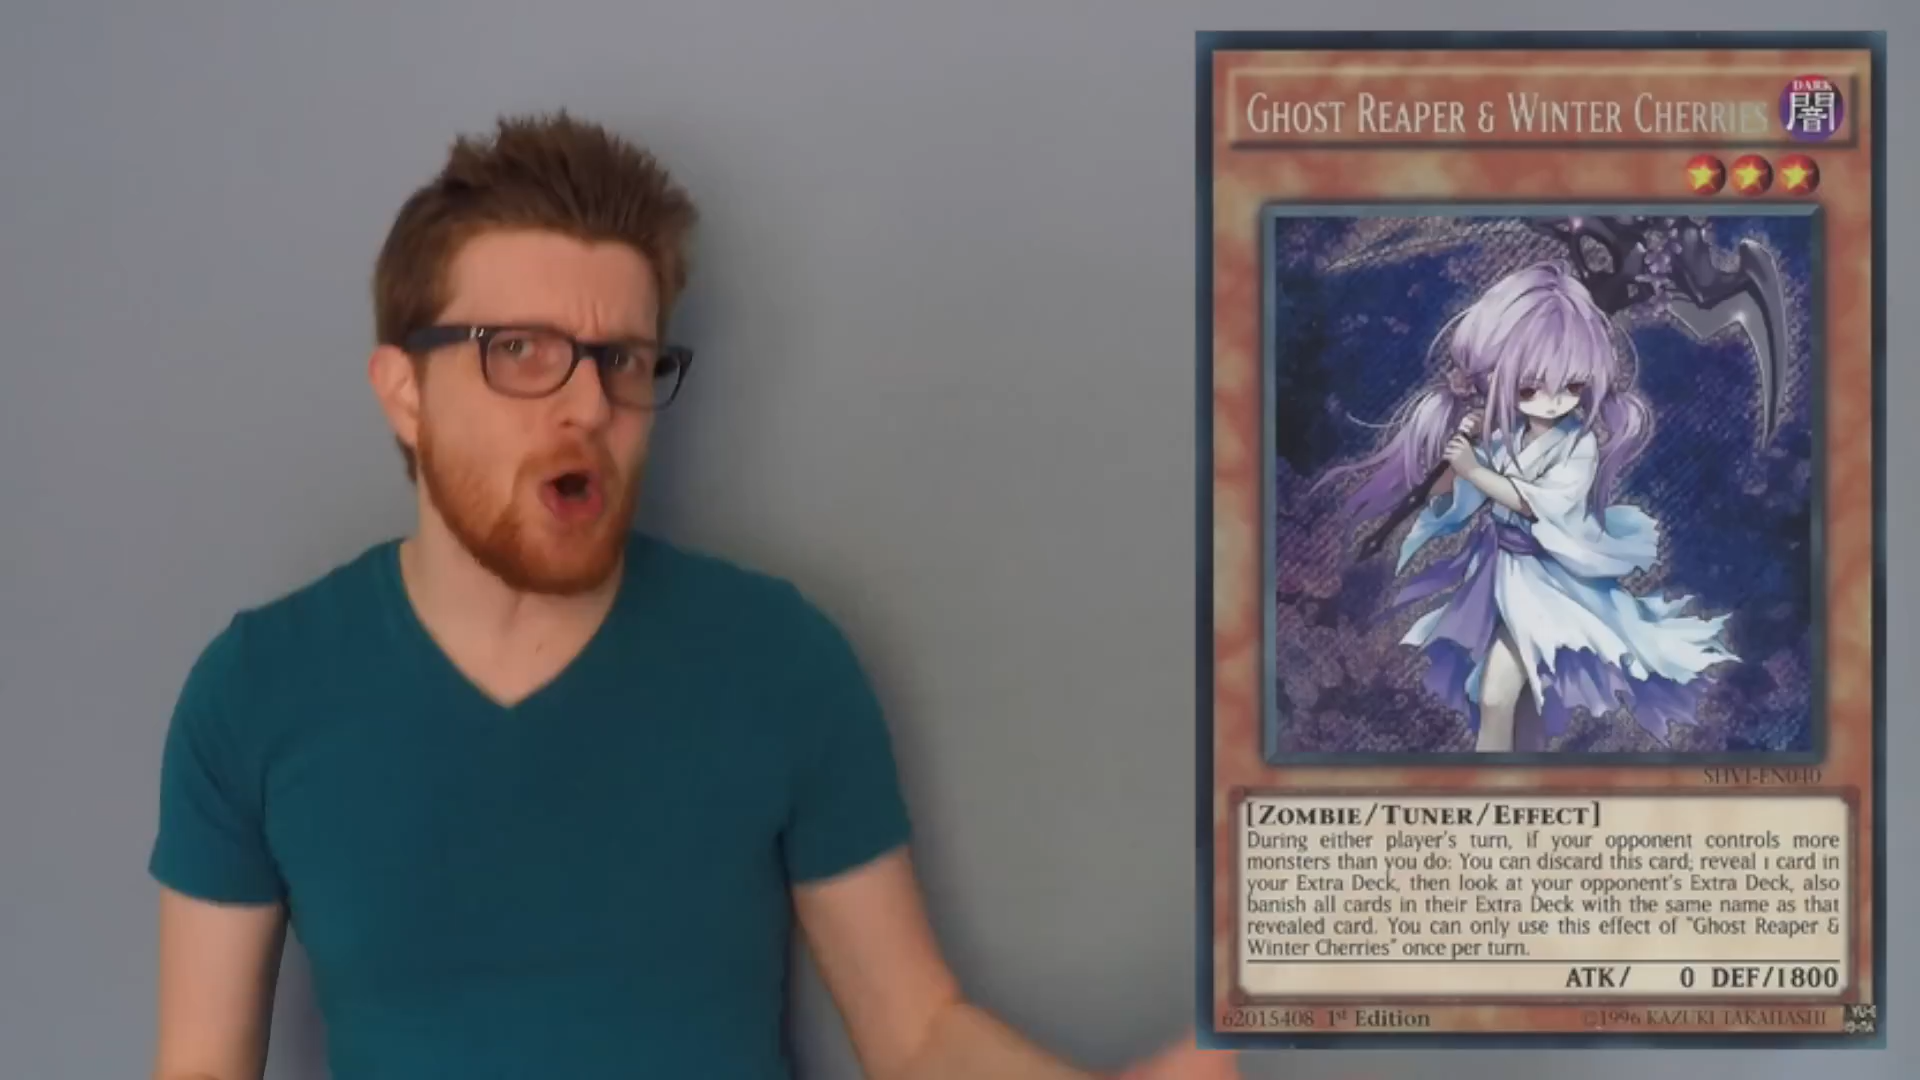 GHOST REAPER & WINTER CHERRIES
DARK
闇
SHVI-EN040
[ZOMBIE/TUNER/EFFECT]
During either player's turn, if your opponent controls more
monsters than you do: You can discard this card; reveal 1 card in
your Extra Deck, then look at your opponent's Extra Deck, also
banish all cards in their Extra Deck with the same name as that
revealed card. You can only use this effect of "Ghost Reaper &
Winter Cherries" once per turn.
ATK/ 0 DEF/1800
62015408 1st Edition ©1996 KAZUKI TAKAHASHI